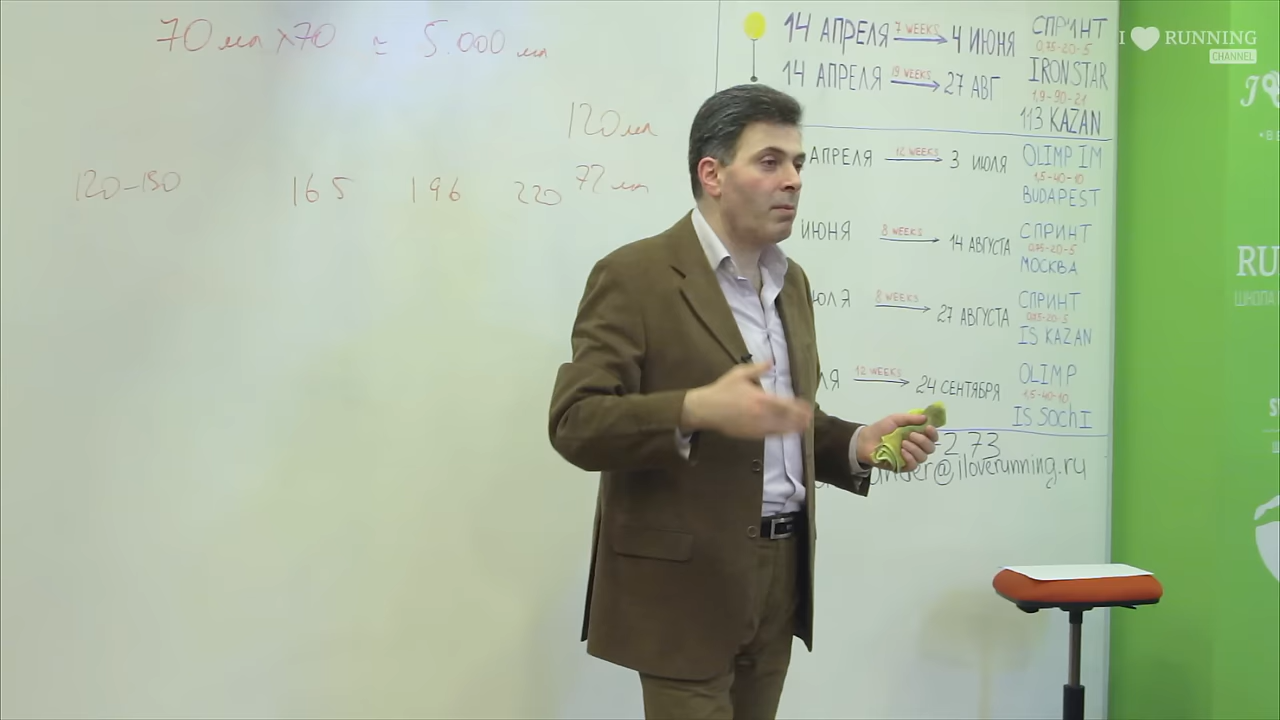 70 мл x70 ≈ 5.000 мл
120 мл
120-150 165 196 220 77 мл
14 АПРЕЛЯ 7 WEEKS 4 ИЮНЯ СПРИНТ
0,75-20-5
14 АПРЕЛЯ 19 WEEKS 27 АВГ IRONSTAR
1,9-90-21
113 KAZAN
АПРЕЛЯ 12 WEEKS 3 ИЮЛЯ OLIMP IM
1,5-40-10
BUDAPEST
ИЮНЯ 8 WEEKS 14 АВГУСТА СПРИНТ
0,75-20-5
МОСКВА
ЮЛЯ 8 WEEKS 27 АВГУСТА СПРИНТ
0,75-20-5
IS KAZAN
ЛЯ 12 WEEKS 24 СЕНТЯБРЯ OLIMP
1,5-40-10
IS SOCHI
72 73
ander@iloverunning.ru
I RUNNING
CHANNEL
RU